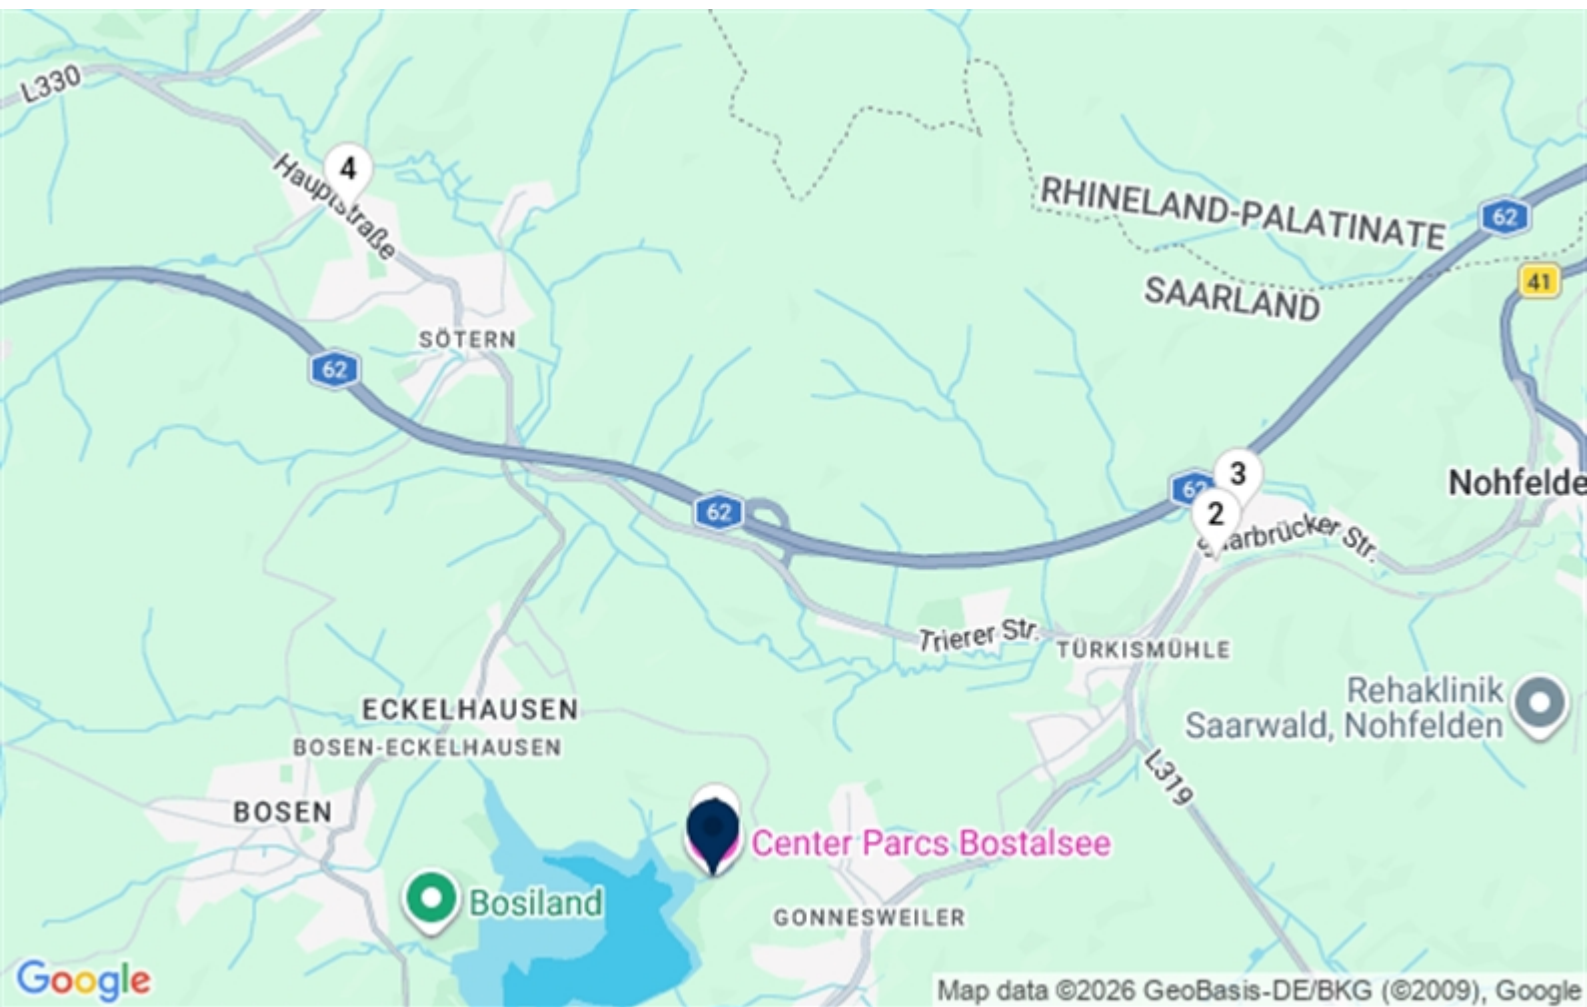 L330
4
Hauptstraße
RHINELAND-PALATINATE
62
SAARLAND
41
SÖTERN
62
3
62
Nohfelde
2
62
Saarbrücker Str.
Trierer Str.
TÜRKISMÜHLE
Rehaklinik
Saarwald, Nohfelden
ECKELHAUSEN
BOSEN-ECKELHAUSEN
L319
BOSEN
Center Parcs Bostalsee
Bosiland
GONNESWEILER
Google
Map data ©2026 GeoBasis-DE/BKG (©2009), Google